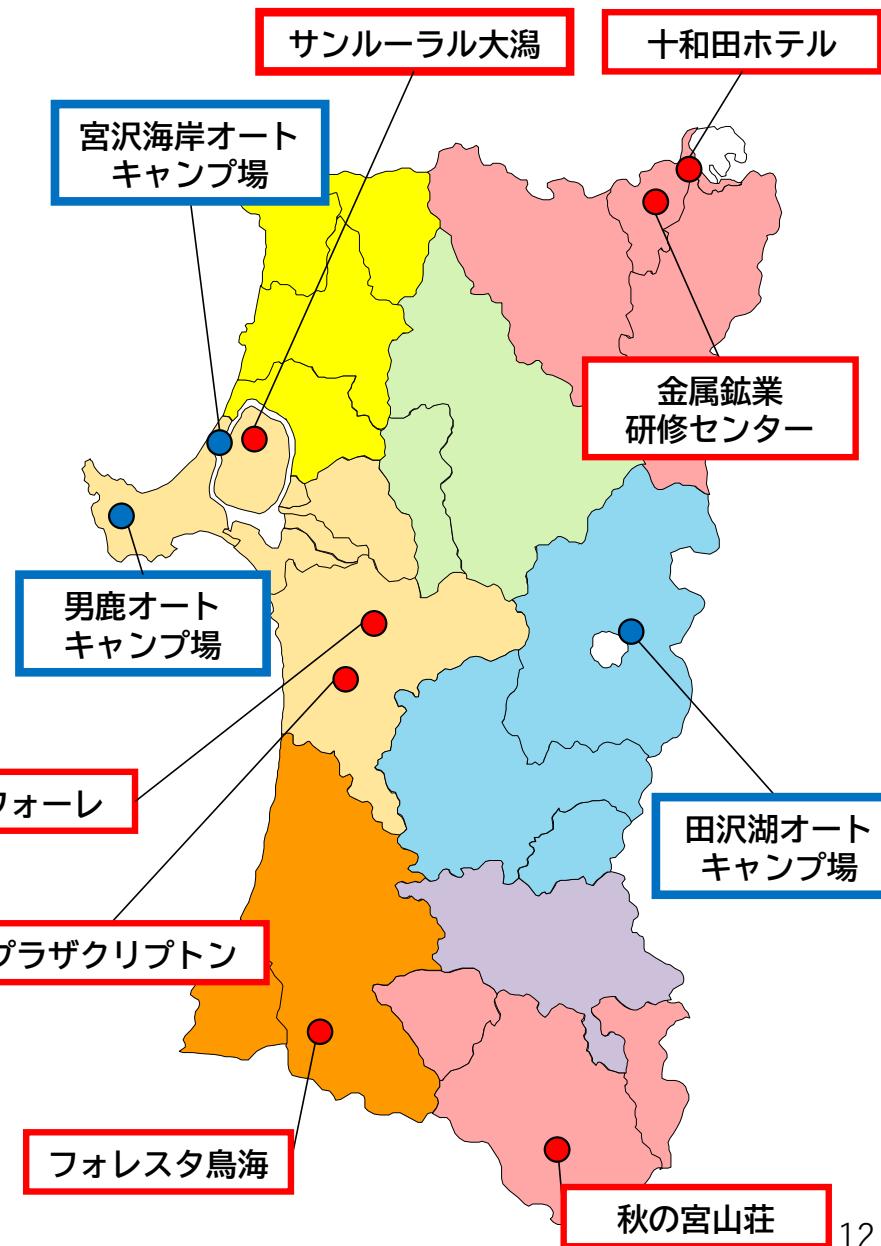 サンルーラル大潟
十和田ホテル
宮沢海岸オート
キャンプ場
金属鉱業
研修センター
男鹿オート
キャンプ場
フォーレ
田沢湖オート
キャンプ場
プラザクリプトン
フォレスタ鳥海
秋の宮山荘
12